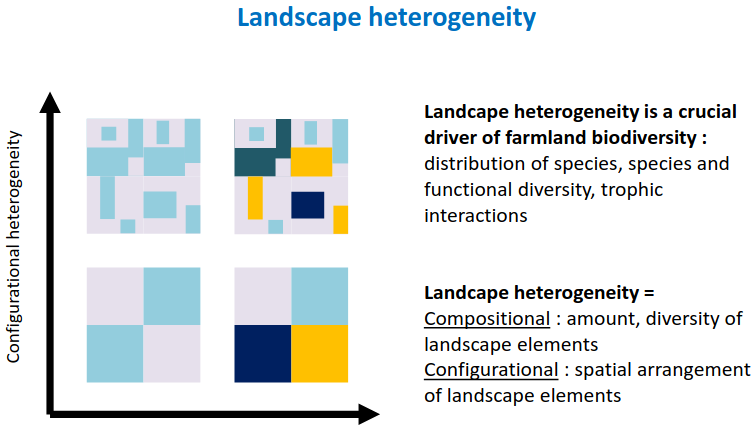 Landscape heterogeneity
Configurational heterogeneity
Landcape heterogeneity is a crucial
driver of farmland biodiversity :
distribution of species, species and
functional diversity, trophic
interactions
Landcape heterogeneity =
Compositional : amount, diversity of
landscape elements
Configurational : spatial arrangement
of landscape elements